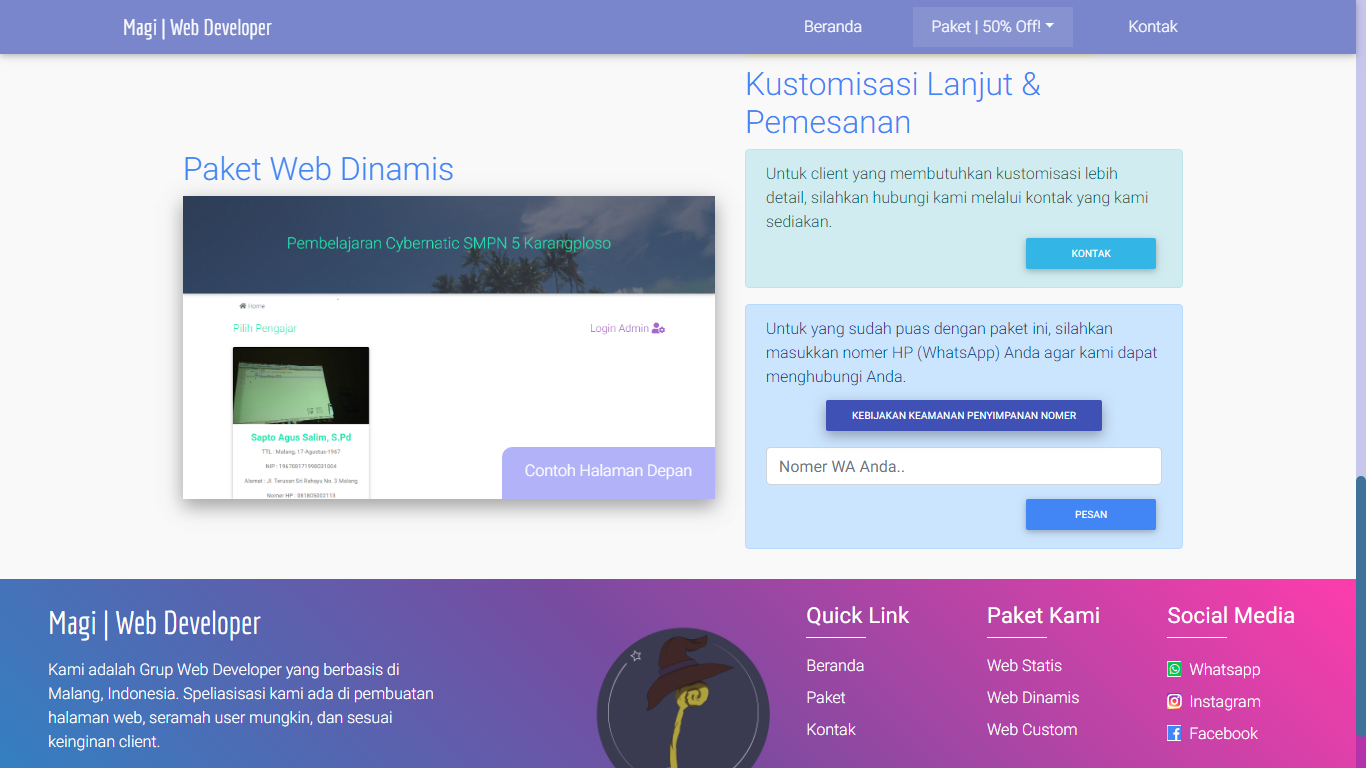 Magi | Web Developer
Beranda
Paket | 50% Off!
Kontak
Paket Web Dinamis
Pembelajaran Cybernatic SMPN 5 Karangploso
Home
Pilih Pengajar
Login Admin
Sapto Agus Salim, S.Pd
TTL : Malang, 17-Agustus-1967
NIP : 196708171998031004
Alamat : Jl. Terusan Sri Rahayu No. 3 Malang
Nomer HP : 081805002113
Contoh Halaman Depan
Kustomisasi Lanjut &
Pemesanan
Untuk client yang membutuhkan kustomisasi lebih
detail, silahkan hubungi kami melalui kontak yang kami
sediakan.
KONTAK
Untuk yang sudah puas dengan paket ini, silahkan
masukkan nomer HP (WhatsApp) Anda agar kami dapat
menghubungi Anda.
KEBIJAKAN KEAMANAN PENYIMPANAN NOMER
Nomer WA Anda..
PESAN
Magi | Web Developer
Kami adalah Grup Web Developer yang berbasis di
Malang, Indonesia. Speliasisasi kami ada di pembuatan
halaman web, seramah user mungkin, dan sesuai
keinginan client.
Quick Link
Beranda
Paket
Kontak
Paket Kami
Web Statis
Web Dinamis
Web Custom
Social Media
Whatsapp
Instagram
Facebook